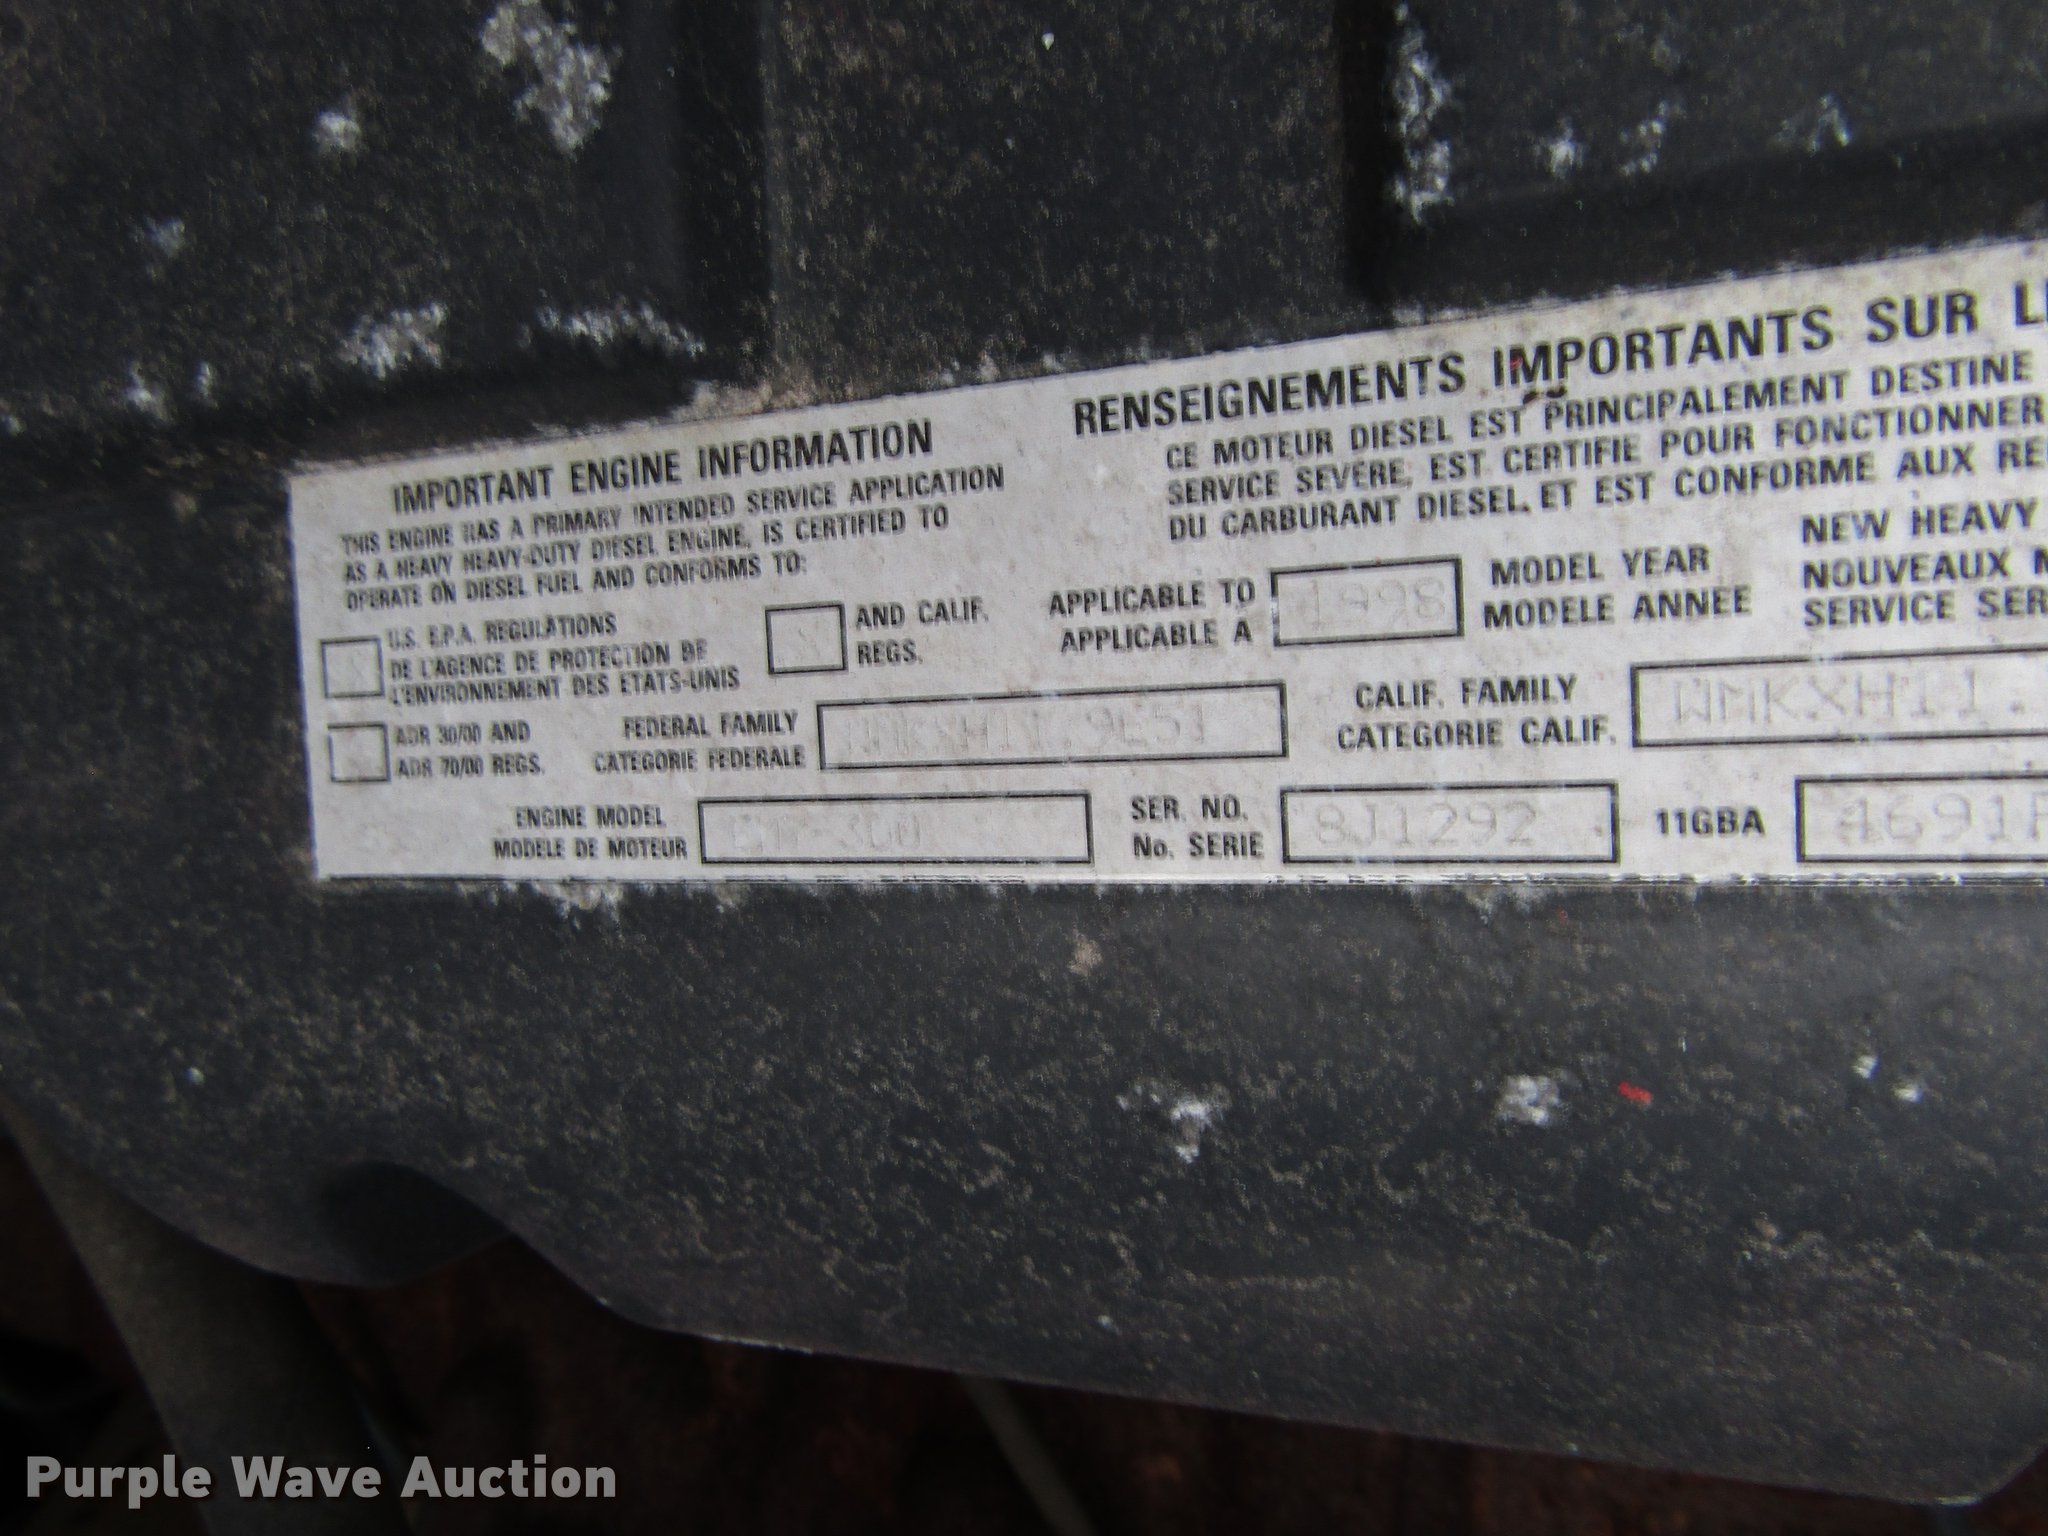 IMPORTANT ENGINE INFORMATION
THIS ENGINE HAS A PRIMARY INTENDED SERVICE APPLICATION
AS A HEAVY HEAVY-DUTY DIESEL ENGINE, IS CERTIFIED TO
OPERATE ON DIESEL FUEL AND CONFORMS TO:
U.S. E.P.A. REGULATIONS
DE L'AGENCE DE PROTECTION DE
L'ENVIRONNEMENT DES ETATS-UNIS
AND CALIF.
REGS.
ADR 30/00 AND
ADR 70/00 REGS.
FEDERAL FAMILY
CATEGORIE FEDERALE
ENGINE MODEL
MODELE DE MOTEUR
RENSEIGNEMENTS IMPORTANTS SUR
CE MOTEUR DIESEL EST PRINCIPALEMENT DESTINE
SERVICE SEVERE, EST CERTIFIE POUR FONCTIONNER
DU CARBURANT DIESEL, ET EST CONFORME AUX
APPLICABLE TO
APPLICABLE A
1998
MODEL YEAR
MODELE ANNEE
NEW HEAVY
NOUVEAUX
SERVICE
CALIF. FAMILY
CATEGORIE CALIF.
WMKXH11.
SER. NO.
No. SERIE
8J1292
11GBA
4691
Purple Wave Auction